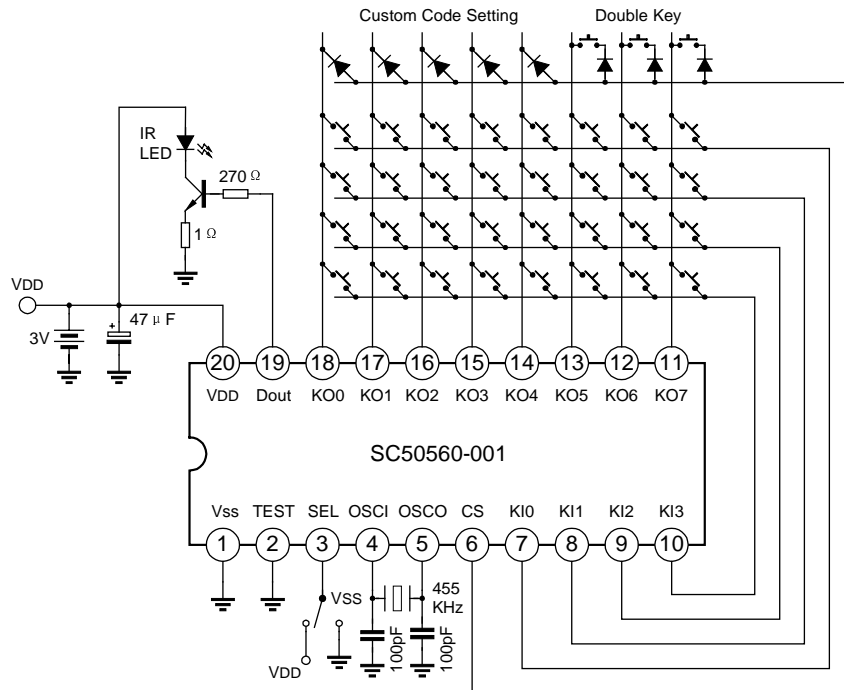 Custom Code Setting Double Key
IR
LED
270 Ω
1 Ω
VDD
47 μ F
+
3V
20 19 18 17 16 15 14 13 12 11
VDD Dout KO0 KO1 KO2 KO3 KO4 KO5 KO6 KO7
SC50560-001
Vss TEST SEL OSCI OSCO CS KI0 KI1 KI2 KI3
1 2 3 4 5 6 7 8 9 10
VSS
455
KHz
100pF
100pF
VDD